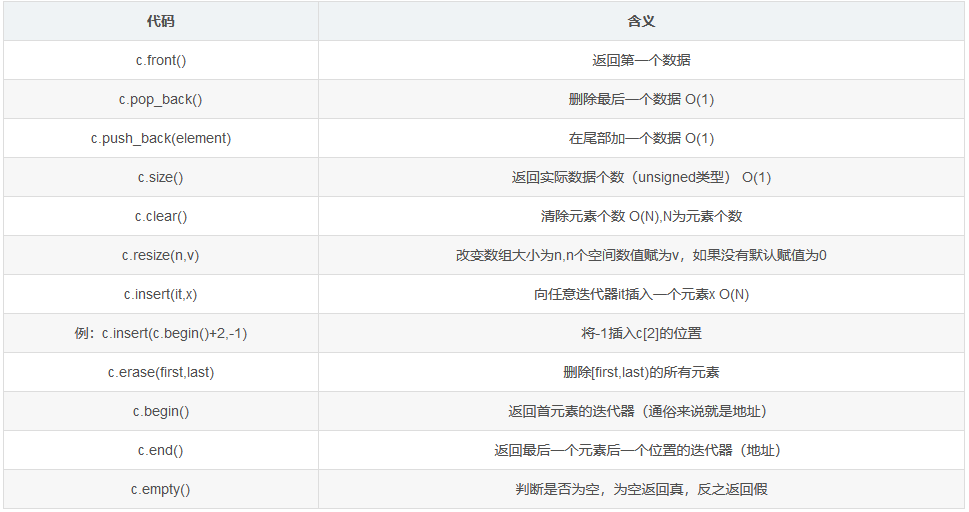 代码 含义
c.front() 返回第一个数据
c.pop_back() 删除最后一个数据 O(1)
c.push_back(element) 在尾部加一个数据 O(1)
c.size() 返回实际数据个数（unsigned类型） O(1)
c.clear() 清除元素个数 O(N),N为元素个数
c.resize(n,v) 改变数组大小为n,n个空间数值赋为v，如果没有默认赋值为0
c.insert(it,x) 向任意迭代器it插入一个元素x O(N)
例：c.insert(c.begin()+2,-1) 将-1插入c[2]的位置
c.erase(first,last) 删除[first,last)的所有元素
c.begin() 返回首元素的迭代器（通俗来说就是地址）
c.end() 返回最后一个元素后一个位置的迭代器（地址）
c.empty() 判断是否为空，为空返回真，反之返回假